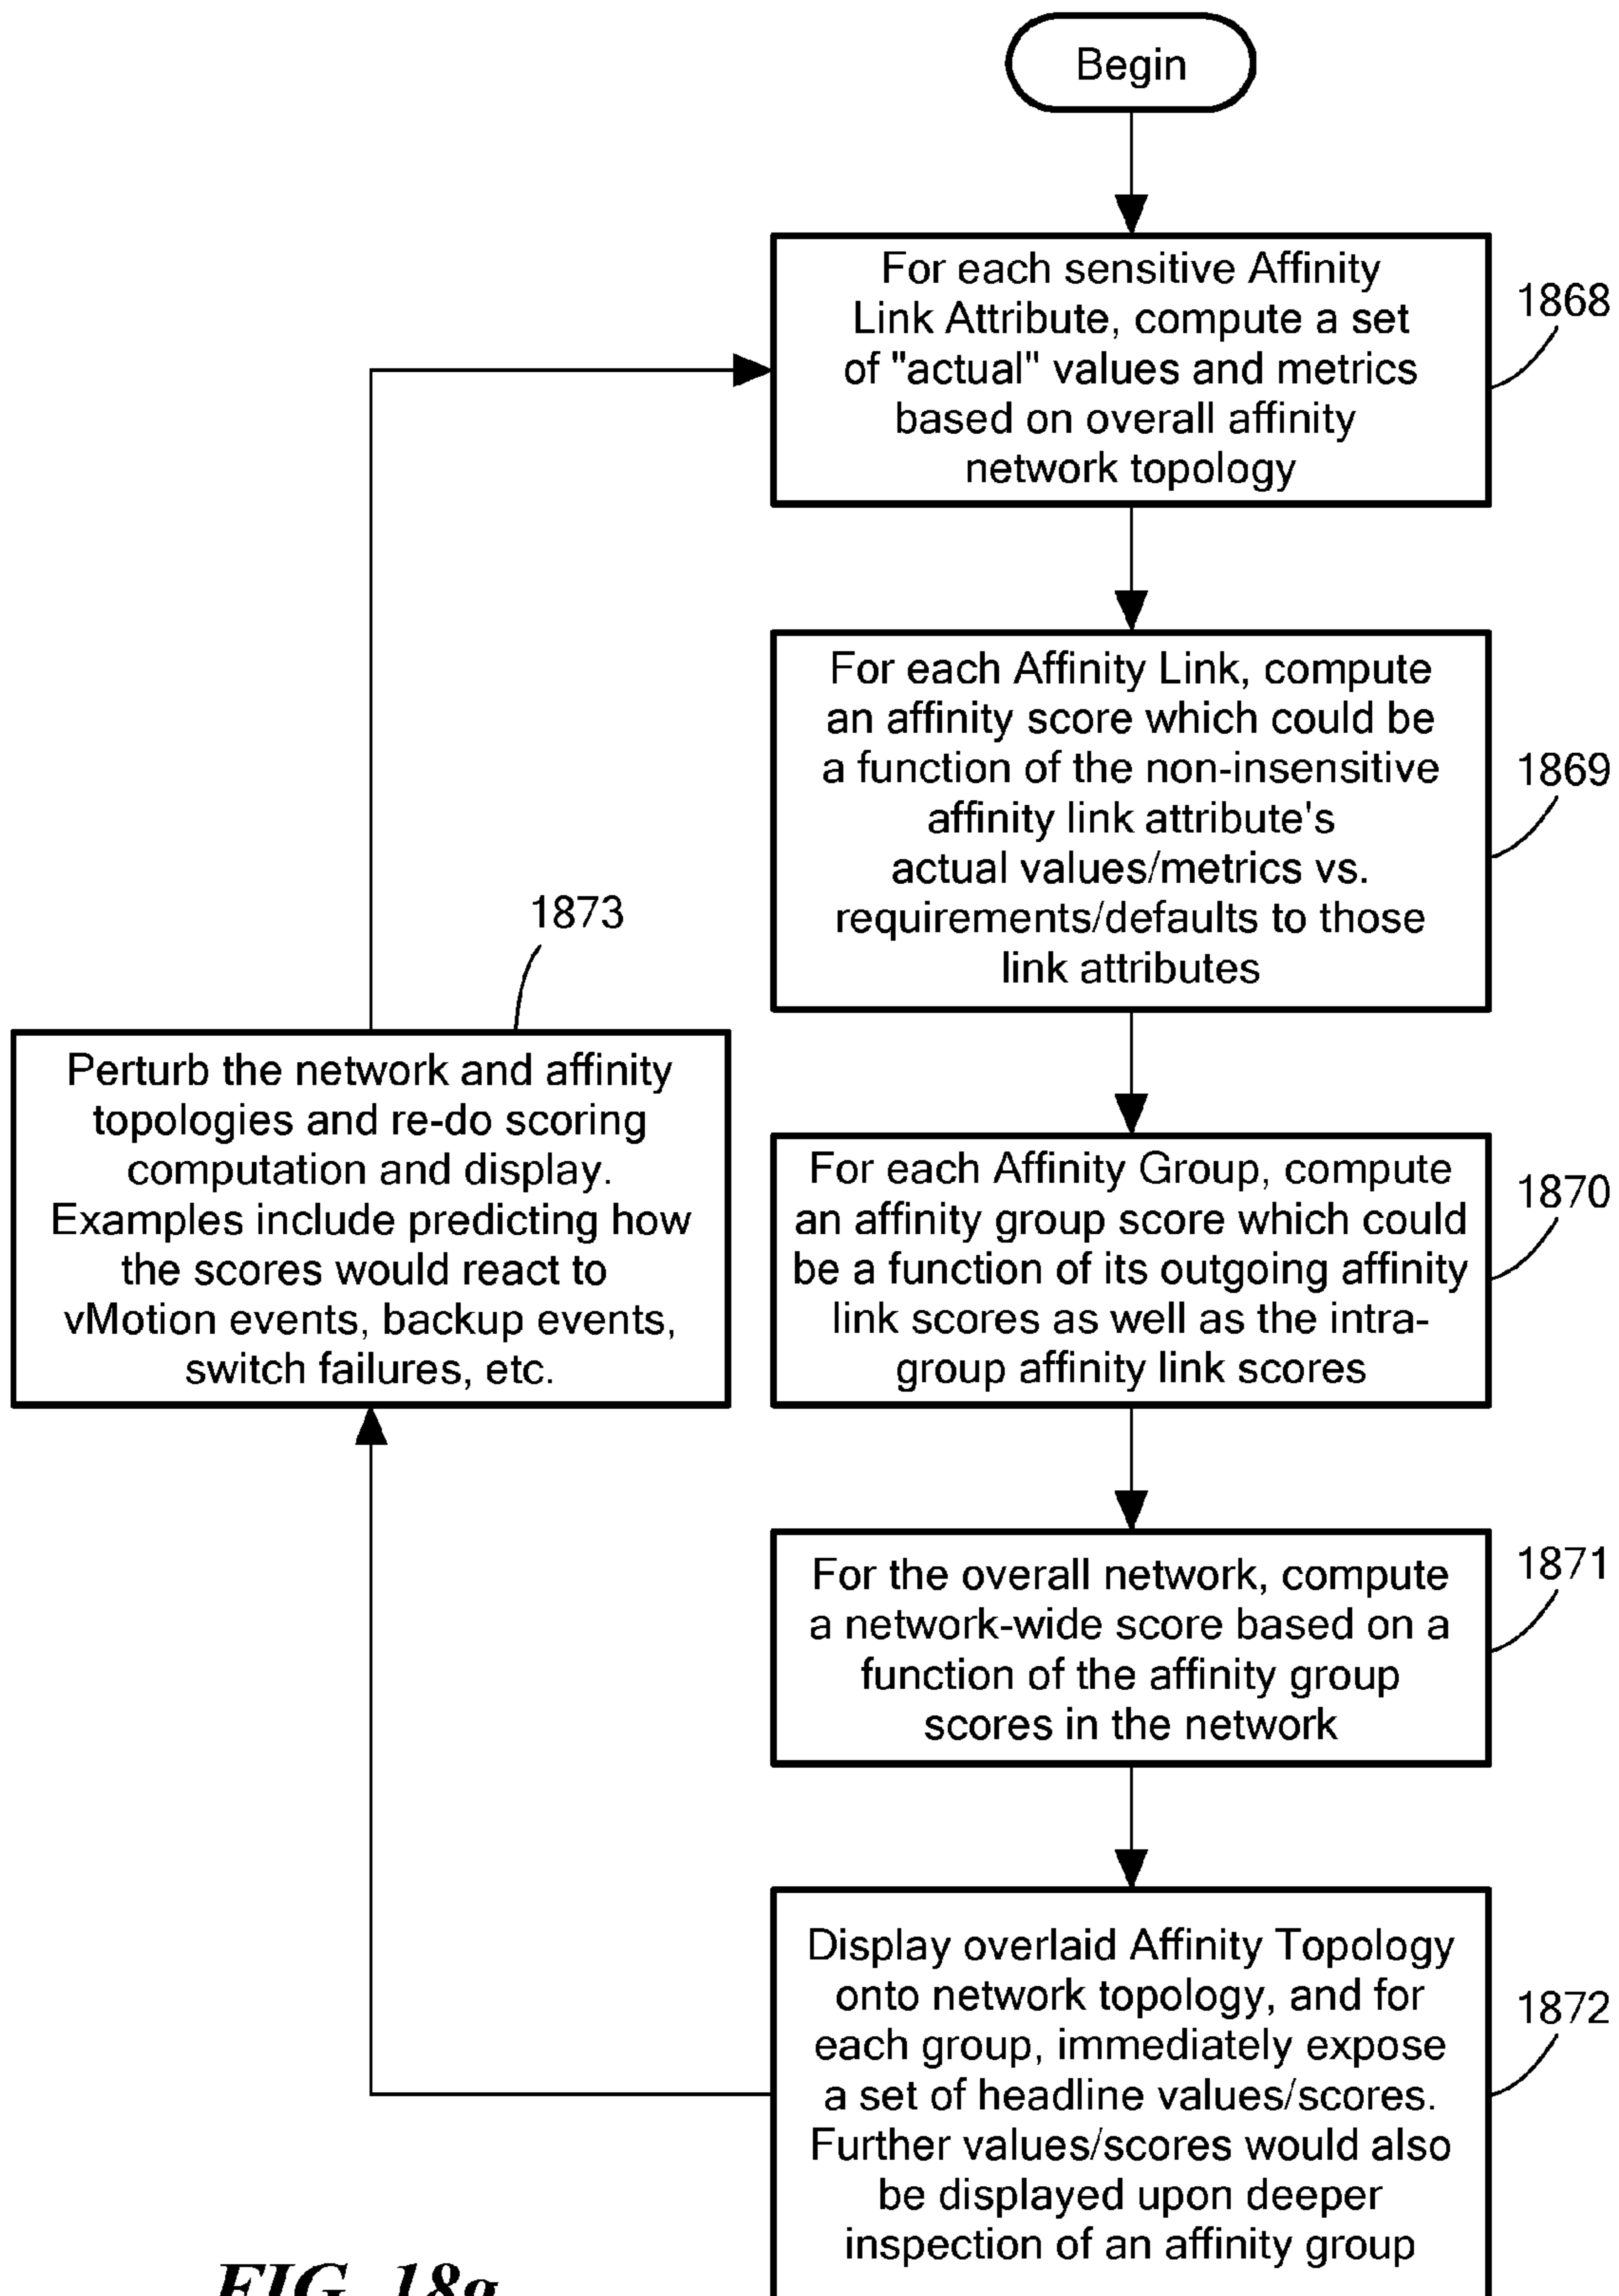 Begin
For each sensitive Affinity
Link Attribute, compute a set
of "actual" values and metrics
based on overall affinity
network topology
1868
For each Affinity Link, compute
an affinity score which could be
a function of the non-insensitive
affinity link attribute's
actual values/metrics vs.
requirements/defaults to those
link attributes
1869
1873
Perturb the network and affinity
topologies and re-do scoring
computation and display.
Examples include predicting how
the scores would react to
vMotion events, backup events,
switch failures, etc.
For each Affinity Group, compute
an affinity group score which could
be a function of its outgoing affinity
link scores as well as the intra-
group affinity link scores
1870
For the overall network, compute
a network-wide score based on a
function of the affinity group
scores in the network
1871
Display overlaid Affinity Topology
onto network topology, and for
each group, immediately expose
a set of headline values/scores.
Further values/scores would also
be displayed upon deeper
inspection of an affinity group
1872
FIG. 18g